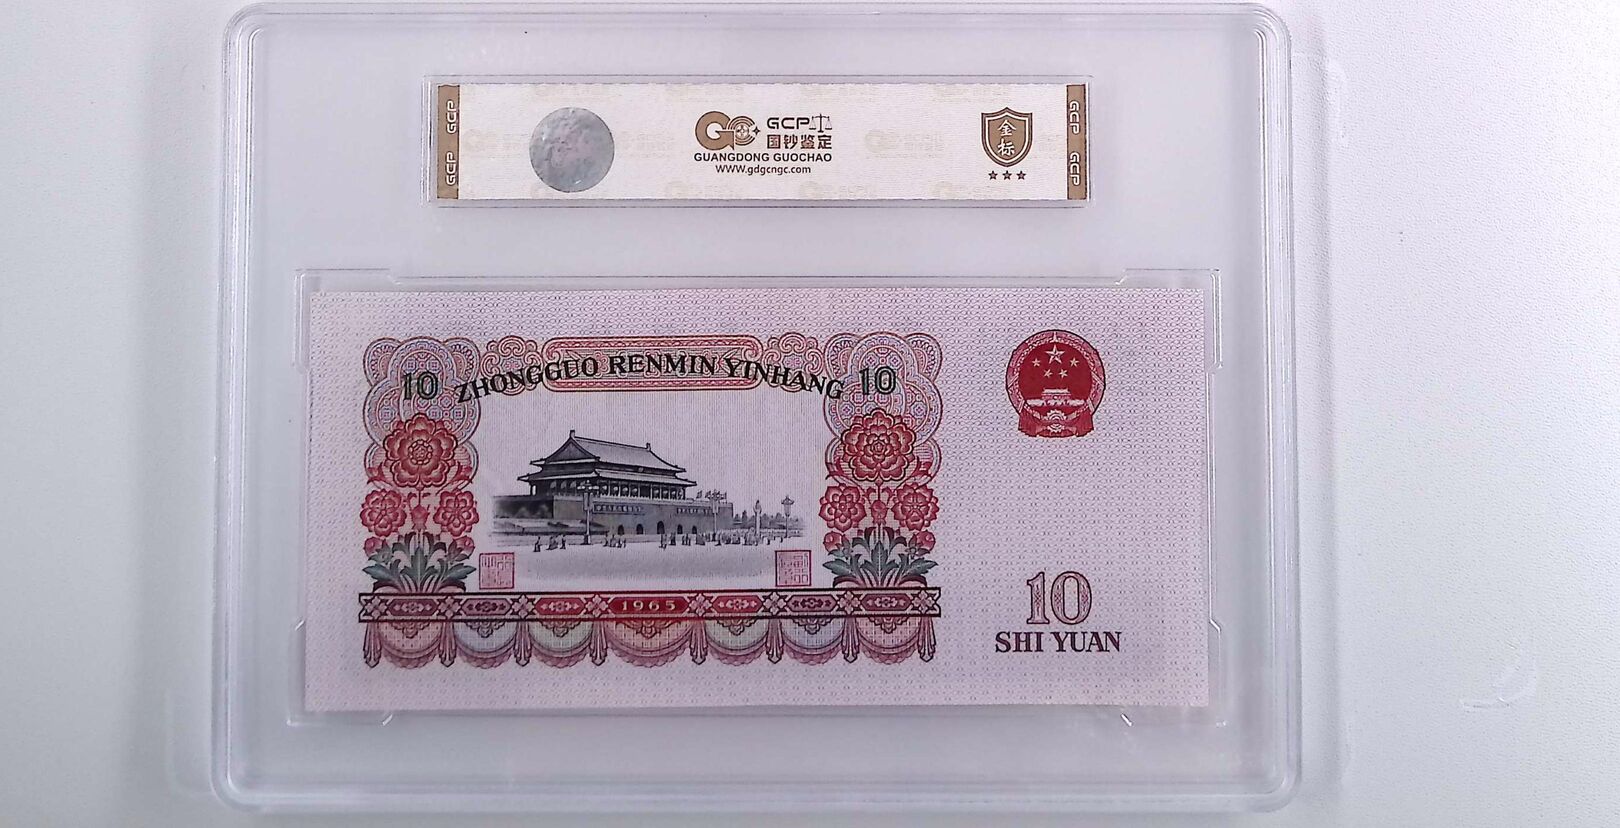 GCP GCP
GCP
国钞鉴定
GUANGDONG GUOCHAO
www.gdgcngc.com
金
标
GCP GCP
10 ZHONGGUO RENMIN YINHANG 10
1965
10
SHI YUAN